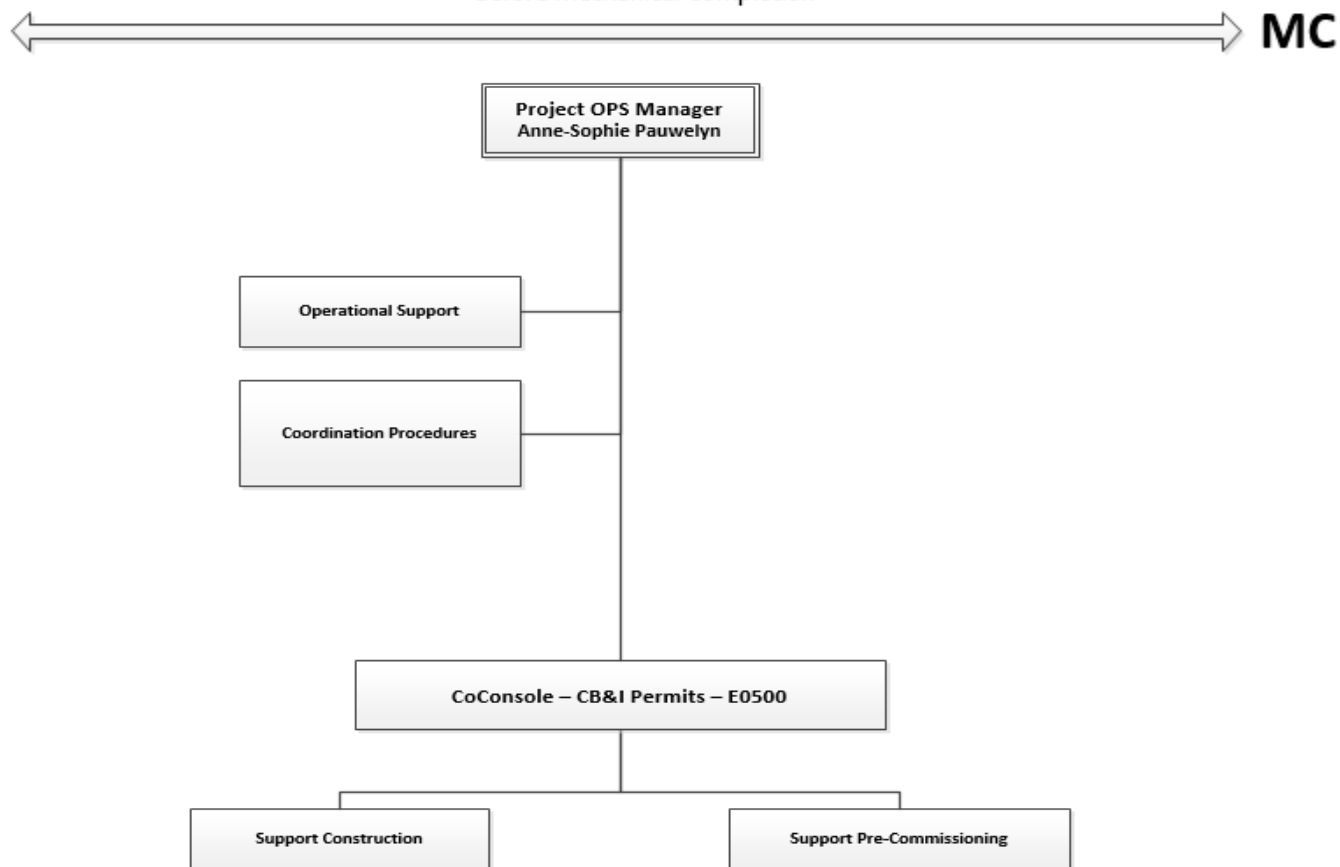 MC
Project OPS Manager
Anne-Sophie Pauwelyn
Operational Support
Coordination Procedures
CoConsole – CB&I Permits – E0500
Support Construction
Support Pre-Commissioning